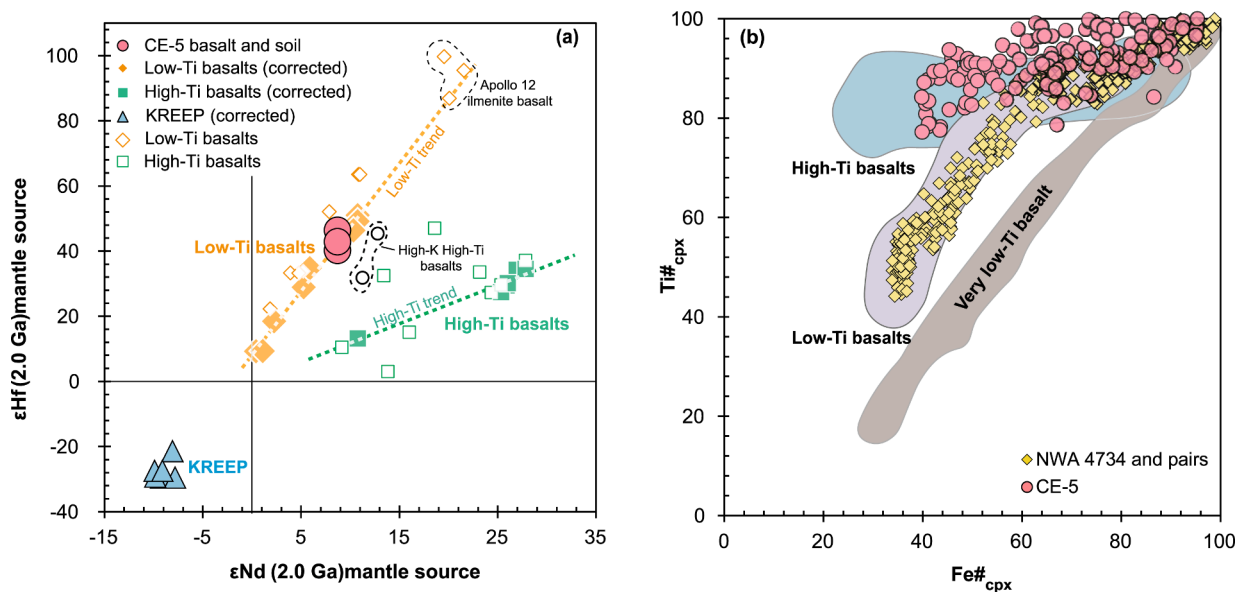 (a)
CE-5 basalt and soil
Low-Ti basalts (corrected)
High-Ti basalts (corrected)
KREEP (corrected)
Low-Ti basalts
High-Ti basalts
Apollo 12
ilmenite basalt
Low-Ti trend
Low-Ti basalts
High-K High-Ti
basalts
High-Ti trend
High-Ti basalts
KREEP
100
80
60
40
20
0
-20
-40
-15
-5
5
15
25
35
εHf (2.0 Ga)mantle source
εNd (2.0 Ga)mantle source
(b)
High-Ti basalts
Low-Ti basalts
Very low-Ti basalt
NWA 4734 and pairs
CE-5
100
80
60
40
20
0
0
20
40
60
80
100
Ti#cpx
Fe#cpx